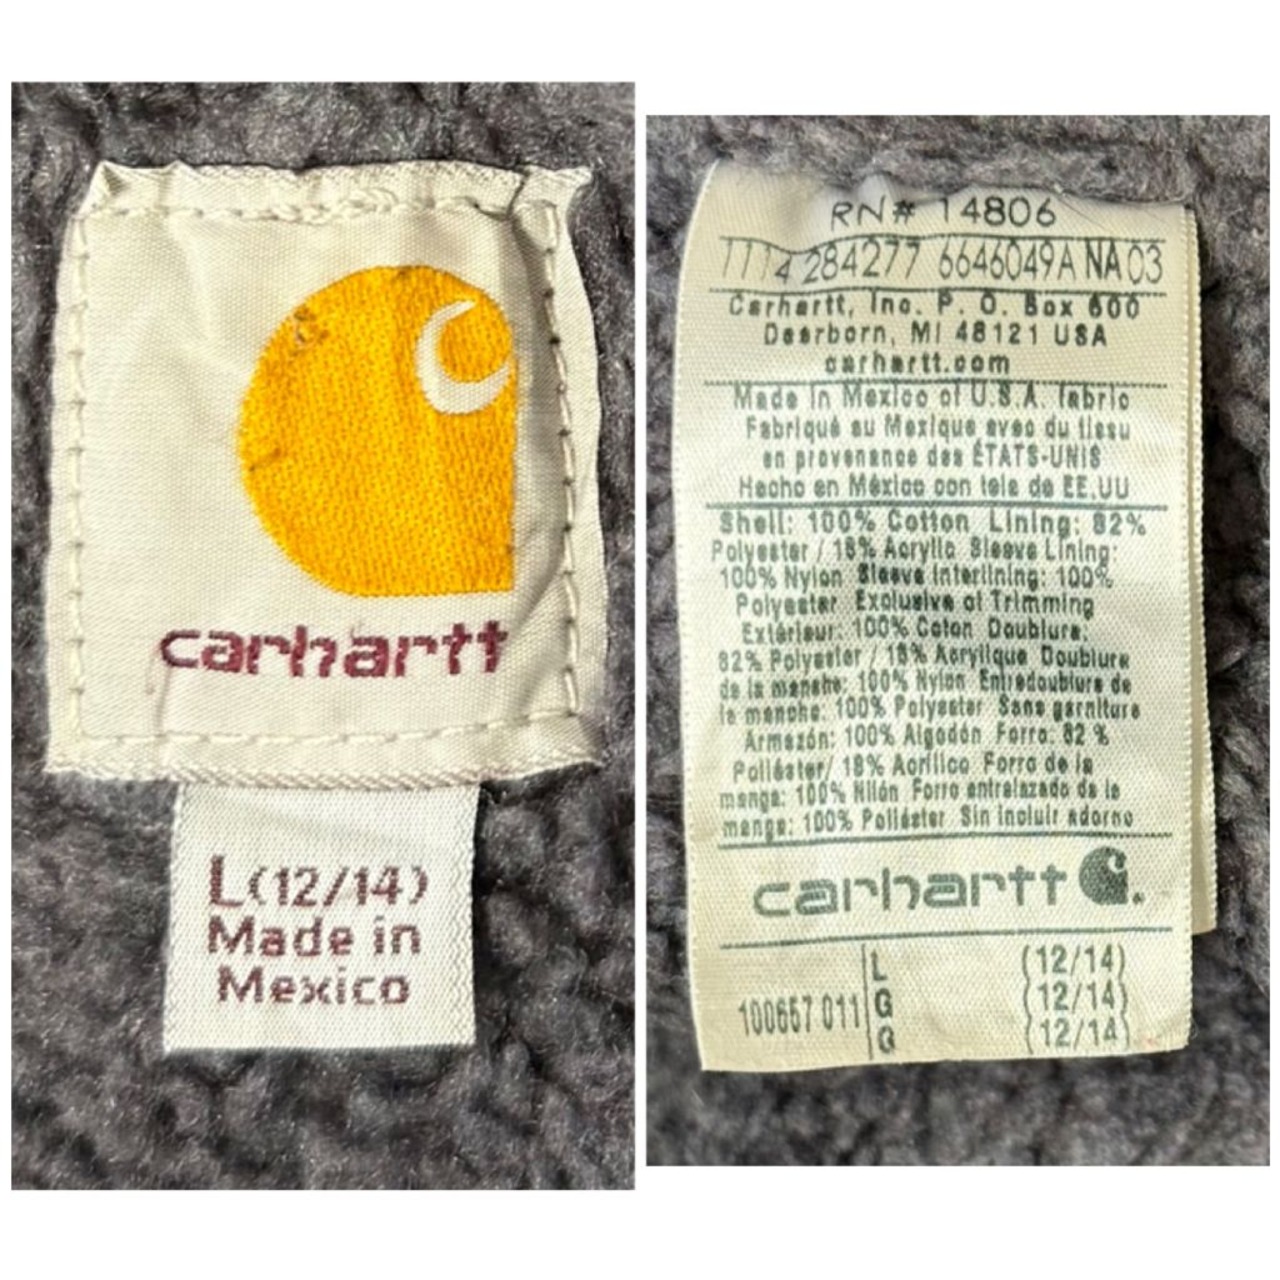 carhartt
L(12/14)
Made in
Mexico
RN# 14806
1114 284277 6646049A NA 03
Carhartt, Inc. P. O. Box 600
Dearborn, MI 48121 USA
carhartt.com
Made in Mexico of U.S.A. fabric
Fabriqué au Mexique avec du tissu
en provenance des ÉTATS-UNIS
Hecho en México con tela de EE.UU
Shell: 100% Cotton Lining: 82%
Polyester / 18% Acrylic Sleeve Lining:
100% Nylon Sleeve Interlining: 100%
Polyester Exclusive of Trimming
Extérieur: 100% Coton Doublure:
82% Polyester / 18% Acrylique Doublure
de la manche: 100% Nylon Entredoublure de
la manche: 100% Polyester Sans garniture
Armazón: 100% Algodón Forro: 82 %
Poliéster/ 18% Acrílico Forro de la
manga: 100% Nilón Forro entrelazado de la
manga: 100% Poliéster Sin incluir adorno
carhartt
100657 011 L (12/14)
G (12/14)
G (12/14)